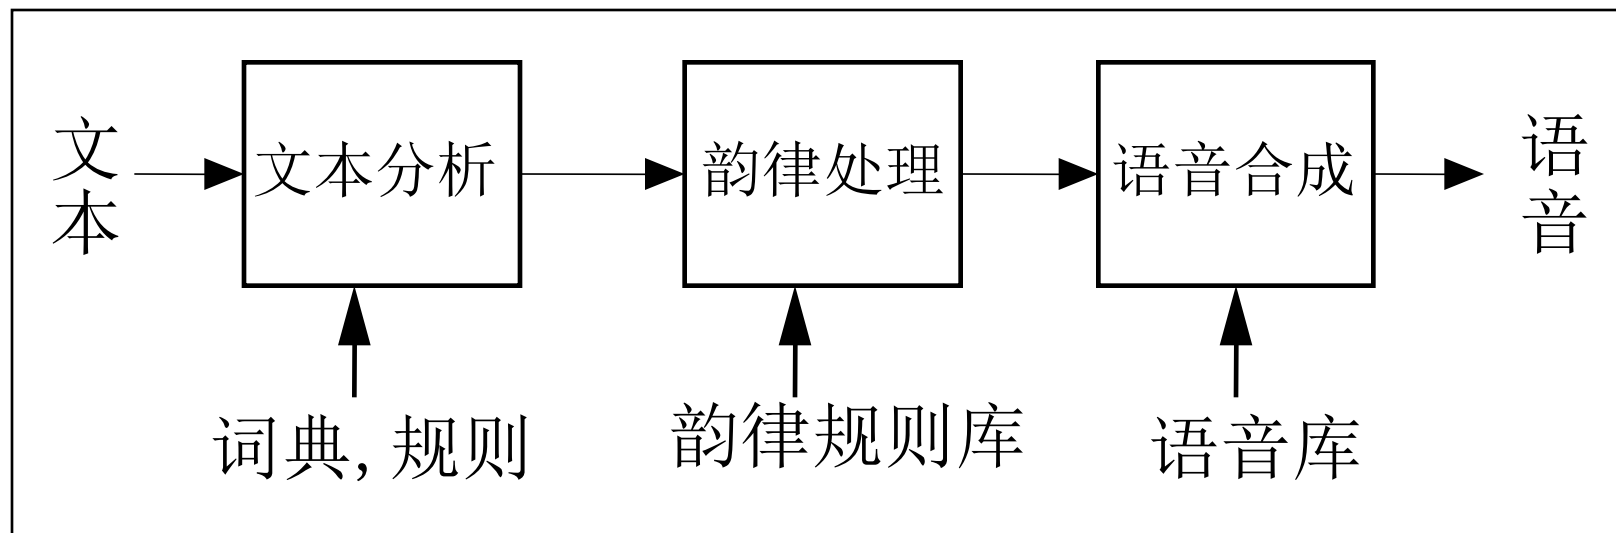 文本
文本分析
韵律处理
语音合成
语音
词典,规则
韵律规则库
语音库